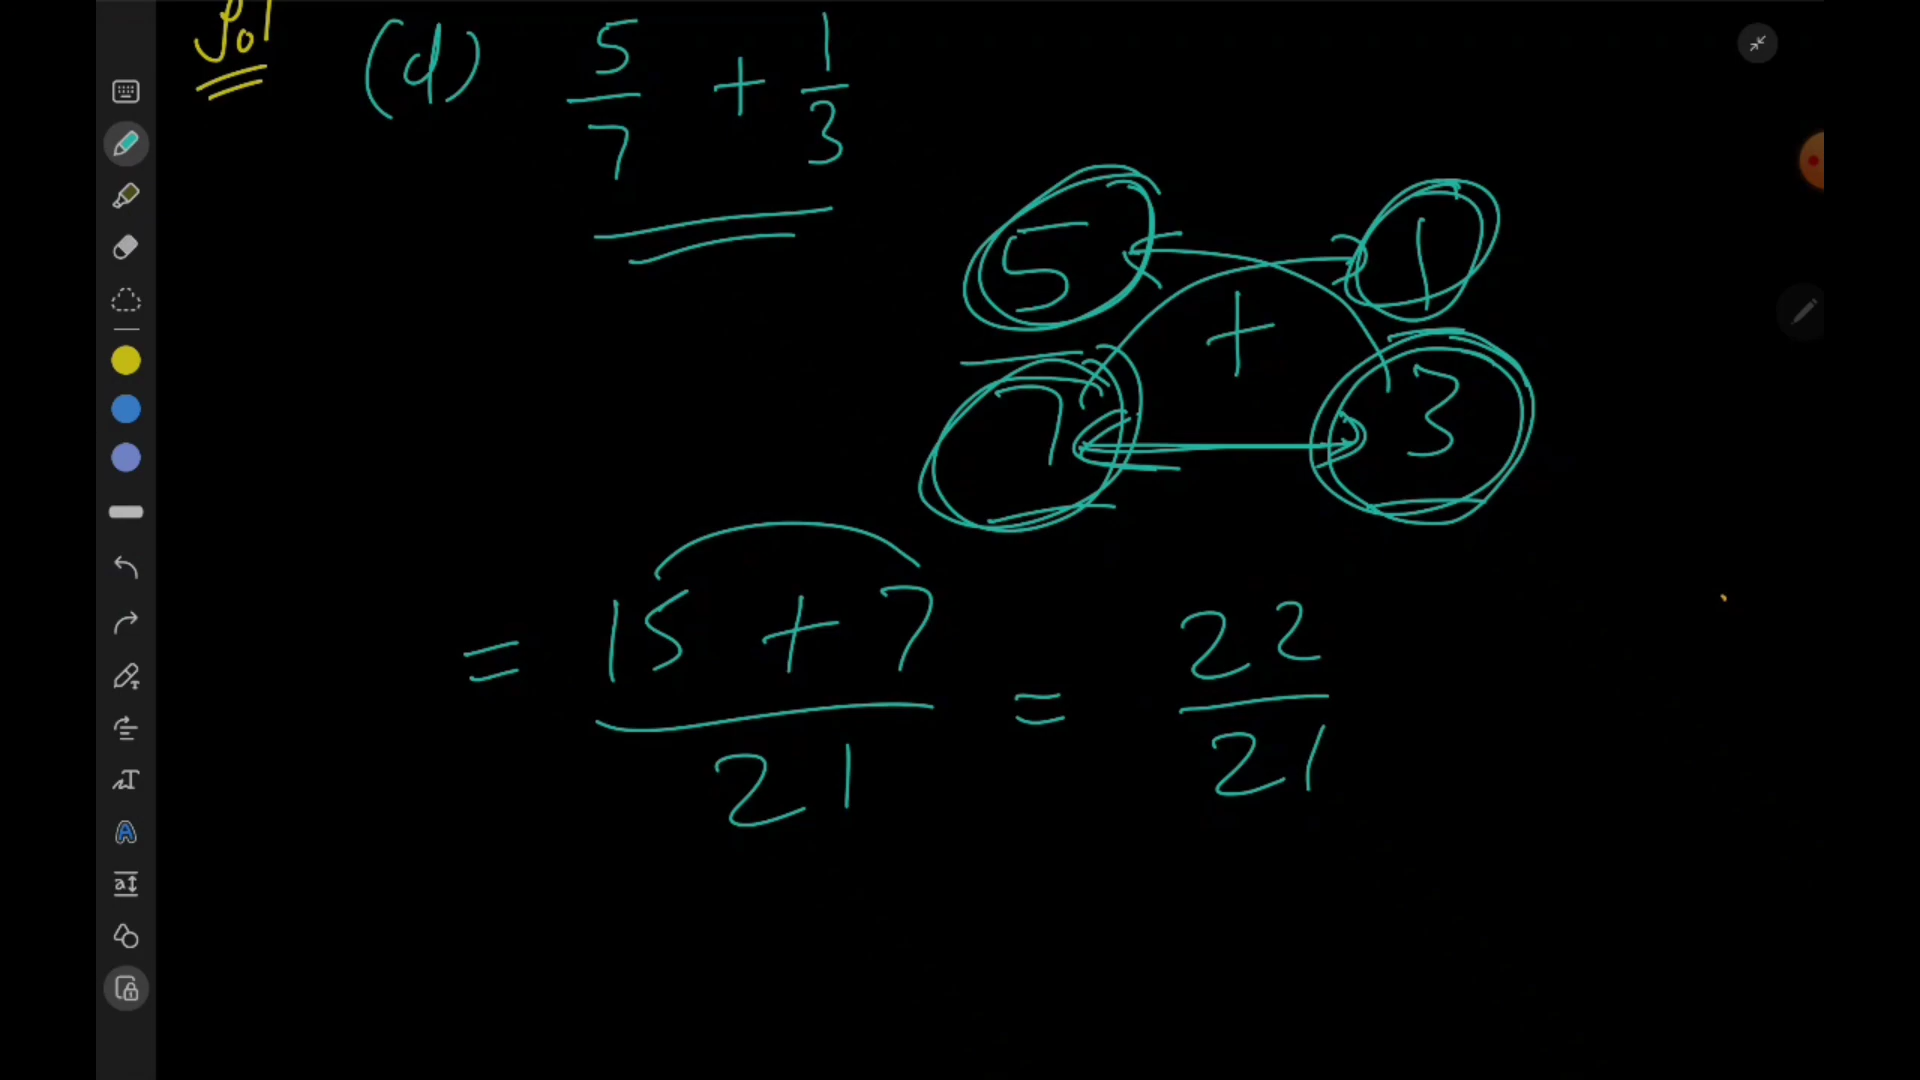 Sol (d) 5/7 + 1/3
5/7 + 1/3
= 15 + 7/21 = 22/21